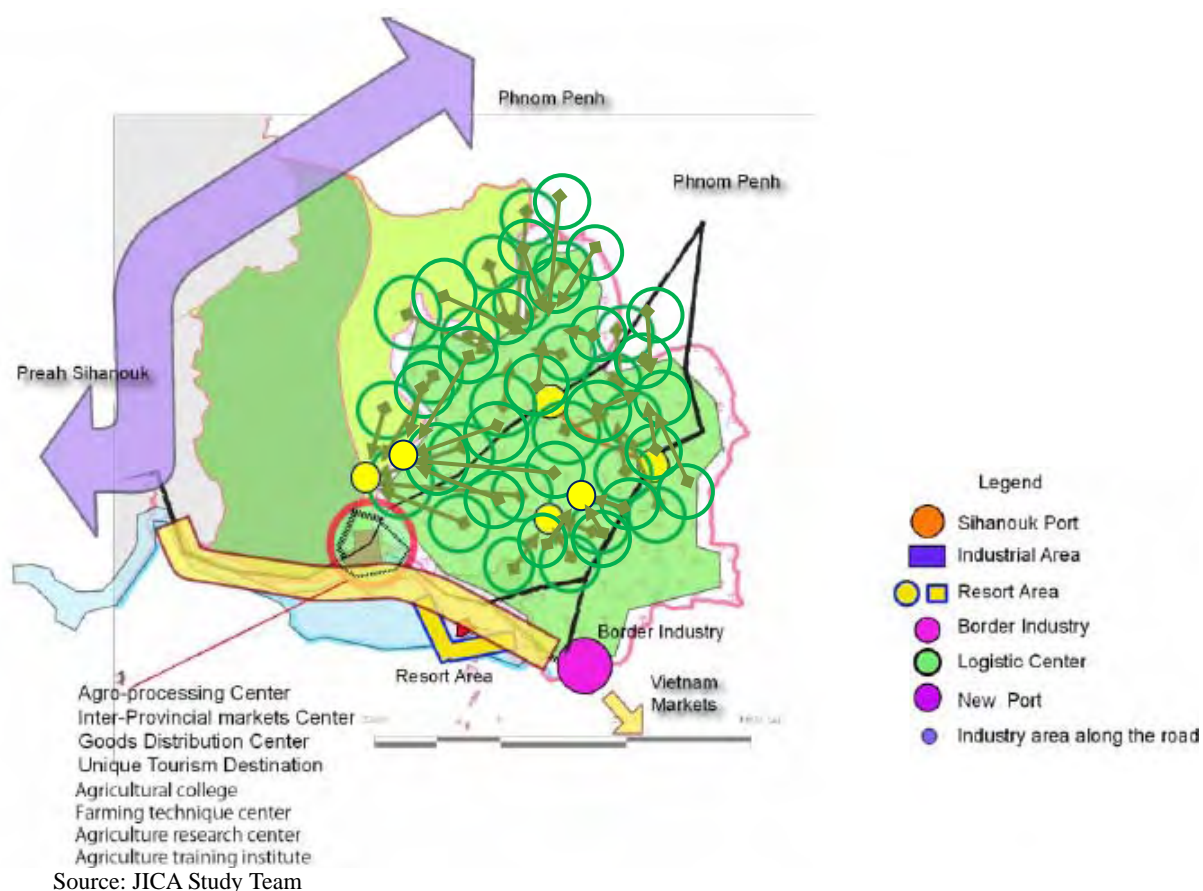 Phnom Penh
Phnom Penh
Preah Sihanouk
Border Industry
Resort Area
Vietnam
Markets
Agro-processing Center
Inter-Provincial markets Center
Goods Distribution Center
Unique Tourism Destination
Agricultural college
Farming technique center
Agriculture research center
Agriculture training institute
Source: JICA Study Team
Legend
Sihanouk Port
Industrial Area
Resort Area
Border Industry
Logistic Center
New Port
Industry area along the road